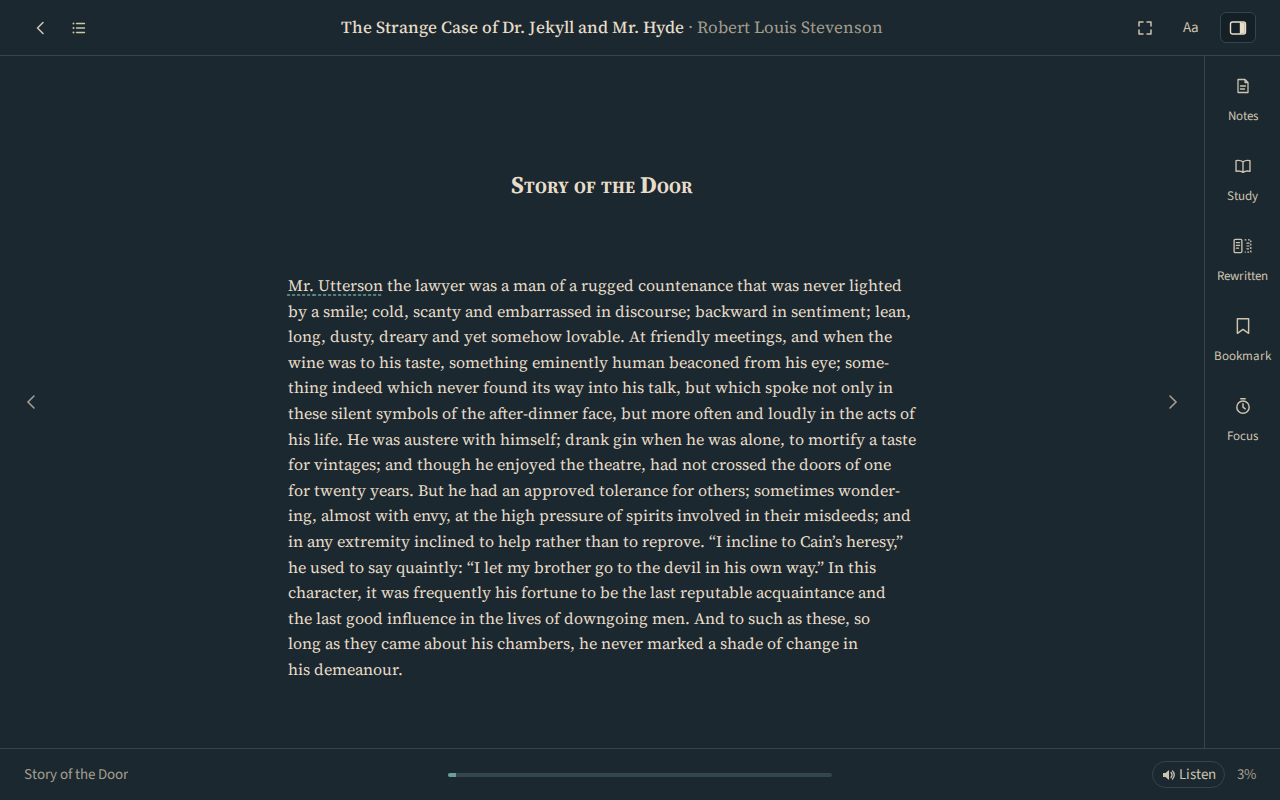 The Strange Case of Dr. Jekyll and Mr. Hyde · Robert Louis Stevenson
Aa
Story of the Door
Mr. Utterson the lawyer was a man of a rugged countenance that was never lighted
by a smile; cold, scanty and embarrassed in discourse; backward in sentiment; lean,
long, dusty, dreary and yet somehow lovable. At friendly meetings, and when the
wine was to his taste, something eminently human beaconed from his eye; some-
thing indeed which never found its way into his talk, but which spoke not only in
these silent symbols of the after-dinner face, but more often and loudly in the acts of
his life. He was austere with himself; drank gin when he was alone, to mortify a taste
for vintages; and though he enjoyed the theatre, had not crossed the doors of one
for twenty years. But he had an approved tolerance for others; sometimes wonder-
ing, almost with envy, at the high pressure of spirits involved in their misdeeds; and
in any extremity inclined to help rather than to reprove. “I incline to Cain’s heresy,”
he used to say quaintly: “I let my brother go to the devil in his own way.” In this
character, it was frequently his fortune to be the last reputable acquaintance and
the last good influence in the lives of downgoing men. And to such as these, so
long as they came about his chambers, he never marked a shade of change in
his demeanour.
Notes
Study
Rewritten
Bookmark
Focus
Story of the Door
Listen
3%